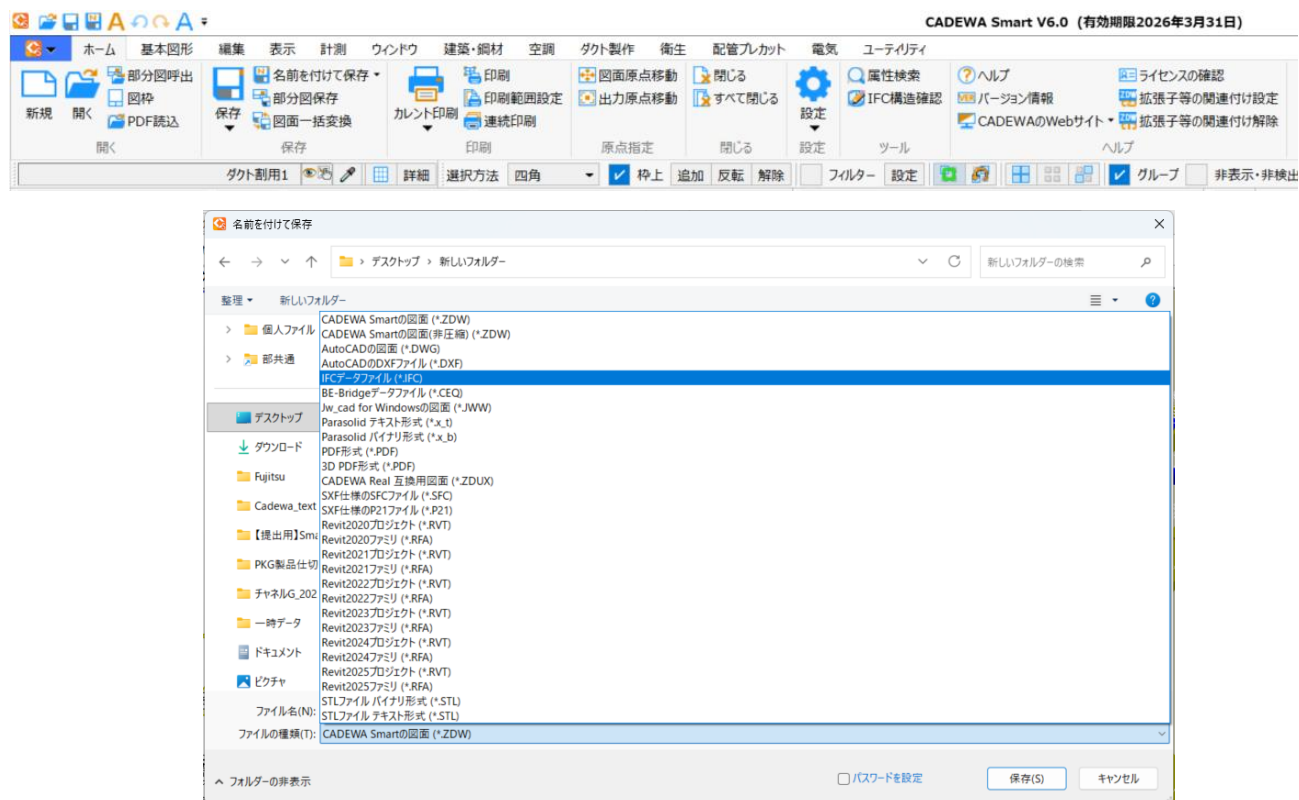 CADEWA Smart V6.0 (有効期限2026年3月31日)
ホーム 基本図形 編集 表示 計測 ウィンドウ 建築・鋼材 空調 ダクト製作 衛生 配管プレカット 電気 ユーティリティ
新規 開く 部分図呼出 図枠 PDF読込 開く
保存 名前を付けて保存 部分図保存 図面一括変換 保存
カレント印刷 印刷 印刷範囲設定 連続印刷 印刷
図面原点移動 出力原点移動 原点指定
閉じる すべて閉じる 閉じる
設定 設定
属性検索 IFC構造確認 ツール
ヘルプ バージョン情報 CADEWAのWebサイト ライセンスの確認 拡張子等の関連付け設定 拡張子等の関連付け解除 ヘルプ
ダクト割用1 詳細 選択方法 四角 枠上 追加 反転 解除 フィルター 設定 グループ 非表示・非検出
名前を付けて保存
デスクトップ › 新しいフォルダー
新しいフォルダーの検索
整理 新しいフォルダー
個人ファイル
部共通
デスクトップ
ダウンロード
Fujitsu
Cadewa_text
【提出用】Sma
PKG製品仕切
チャネルG_202
一時データ
ドキュメント
ピクチャ
CADEWA Smartの図面 (*.ZDW)
CADEWA Smartの図面(非圧縮) (*.ZDW)
AutoCADの図面 (*.DWG)
AutoCADのDXFファイル (*.DXF)
IFCデータファイル (*.IFC)
BE-Bridgeデータファイル (*.CEQ)
Jw_cad for Windowsの図面 (*.JWW)
Parasolid テキスト形式 (*.x_t)
Parasolid バイナリ形式 (*.x_b)
PDF形式 (*.PDF)
3D PDF形式 (*.PDF)
CADEWA Real 互換用図面 (*.ZDUX)
SXF仕様のSFCファイル (*.SFC)
SXF仕様のP21ファイル (*.P21)
Revit2020プロジェクト (*.RVT)
Revit2020ファミリ (*.RFA)
Revit2021プロジェクト (*.RVT)
Revit2021ファミリ (*.RFA)
Revit2022プロジェクト (*.RVT)
Revit2022ファミリ (*.RFA)
Revit2023プロジェクト (*.RVT)
Revit2023ファミリ (*.RFA)
Revit2024プロジェクト (*.RVT)
Revit2024ファミリ (*.RFA)
Revit2025プロジェクト (*.RVT)
Revit2025ファミリ (*.RFA)
STLファイル バイナリ形式 (*.STL)
STLファイル テキスト形式 (*.STL)
ファイル名(N):
ファイルの種類(T): CADEWA Smartの図面 (*.ZDW)
フォルダーの非表示
パスワードを設定
保存(S)
キャンセル